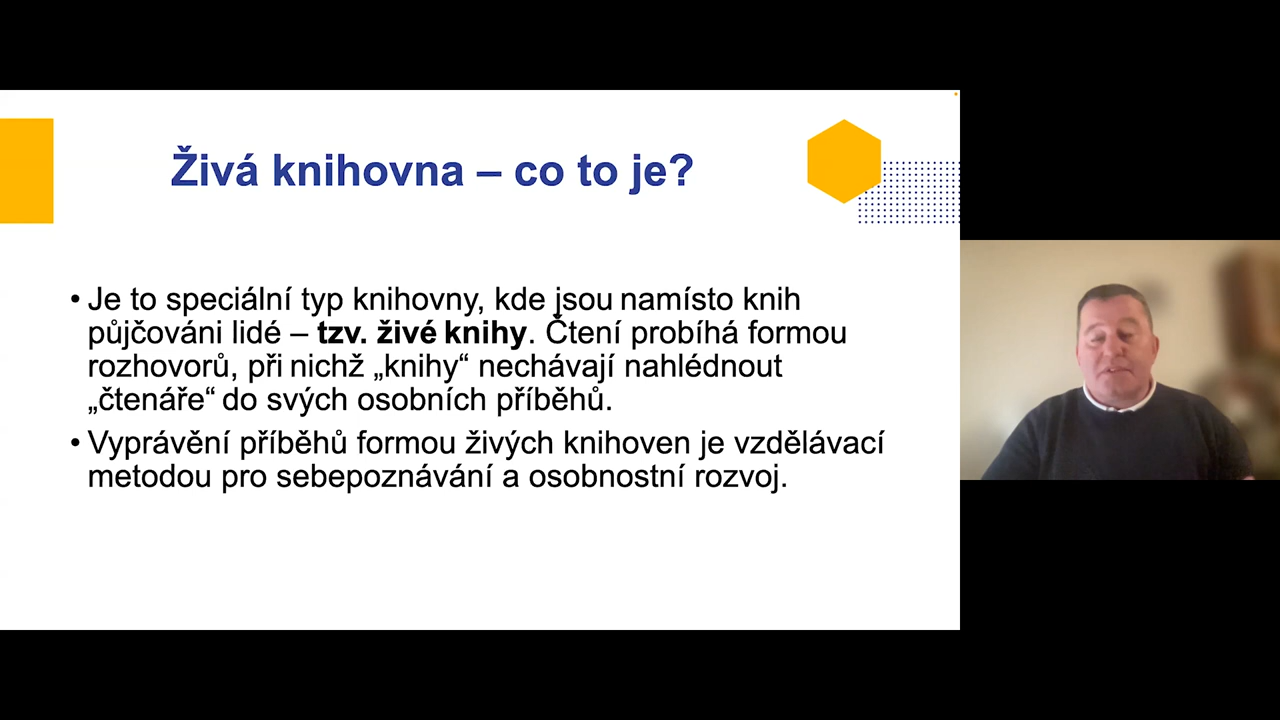 Živá knihovna – co to je?
• Je to speciální typ knihovny, kde jsou namísto knih
půjčováni lidé – tzv. živé knihy. Čtení probíhá formou
rozhovorů, při nichž „knihy“ nechávají nahlédnout
„čtenáře“ do svých osobních příběhů.
• Vyprávění příběhů formou živých knihoven je vzdělávací
metodou pro sebepoznávání a osobnostní rozvoj.